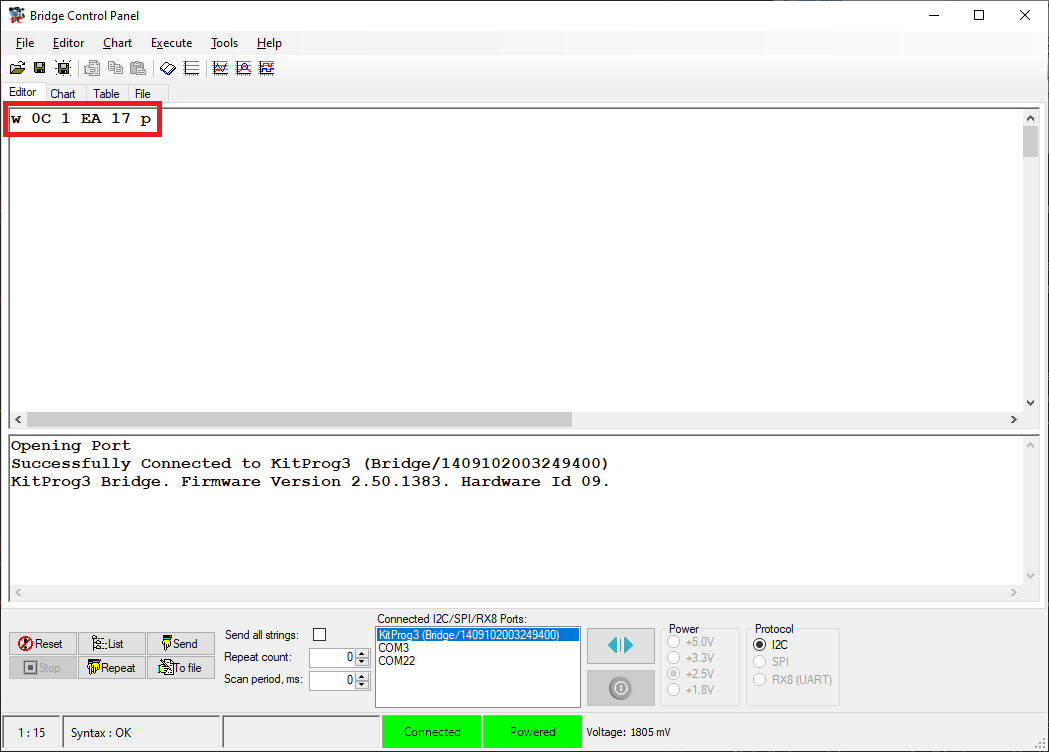 Bridge Control Panel
File Editor Chart Execute Tools Help
Editor Chart Table File
w 0C 1 EA 17 p
Opening Port
Successfully Connected to KitProg3 (Bridge/1409102003249400)
KitProg3 Bridge. Firmware Version 2.50.1383. Hardware Id 09.
Connected I2C/SPI/RX8 Ports:
Reset List Send
Stop Repeat To file
Send all strings:
Repeat count: 0
Scan period, ms: 0
KitProg3 (Bridge/1409102003249400)
COM3
COM22
Power
+5.0V
+3.3V
+2.5V
+1.8V
Protocol
I2C
SPI
RX8 (UART)
1 : 15 Syntax : OK Connected Powered Voltage: 1805 mV